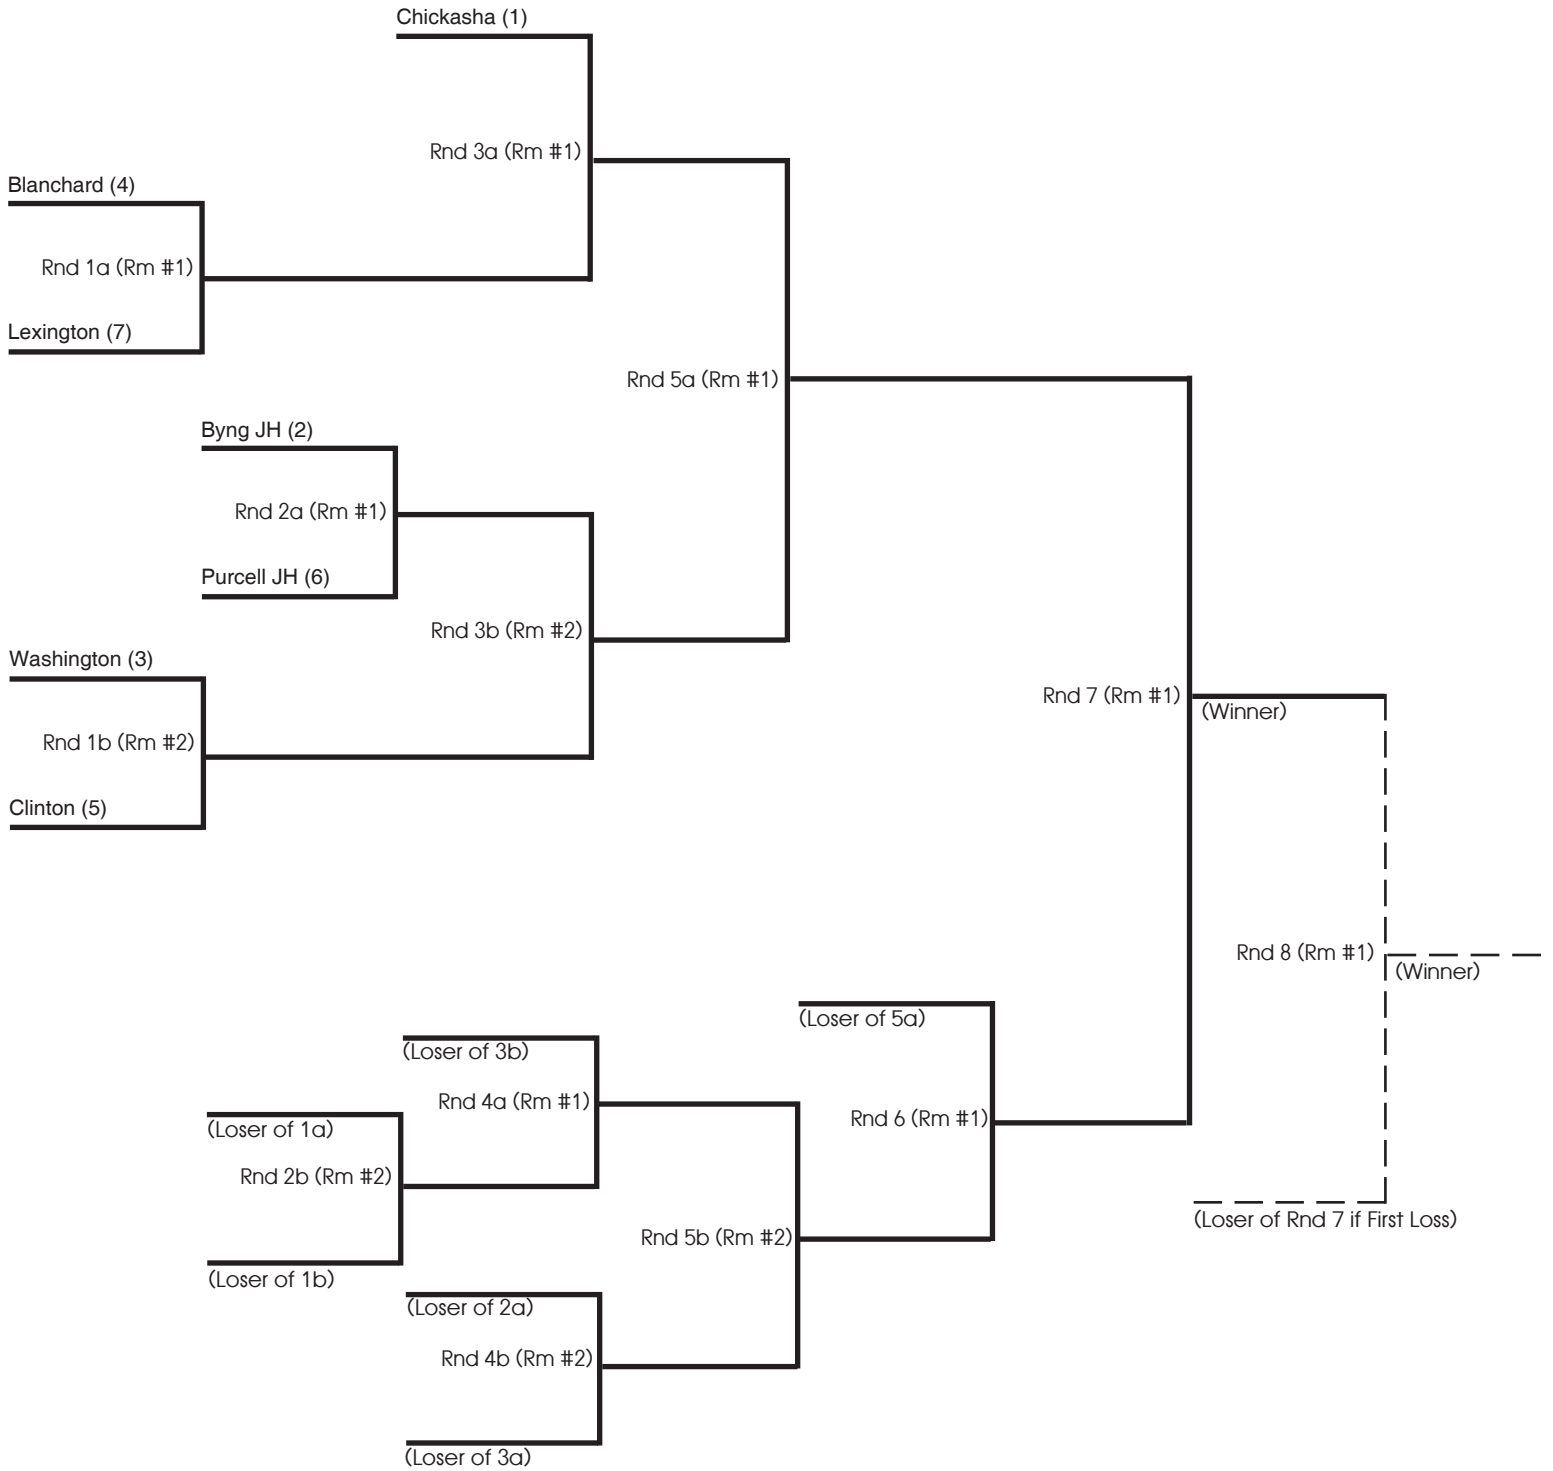 Chickasha (1)
Rnd 3a (Rm #1)
Blanchard (4)
Rnd 1a (Rm #1)
Lexington (7)
Rnd 5a (Rm #1)
Byng JH (2)
Rnd 2a (Rm #1)
Purcell JH (6)
Rnd 3b (Rm #2)
Washington (3)
Rnd 1b (Rm #2)
Clinton (5)
Rnd 7 (Rm #1)
(Winner)
Rnd 8 (Rm #1)
(Winner)
(Loser of 5a)
(Loser of 3b)
Rnd 4a (Rm #1)
Rnd 6 (Rm #1)
(Loser of 1a)
Rnd 2b (Rm #2)
(Loser of Rnd 7 if First Loss)
Rnd 5b (Rm #2)
(Loser of 1b)
(Loser of 2a)
Rnd 4b (Rm #2)
(Loser of 3a)